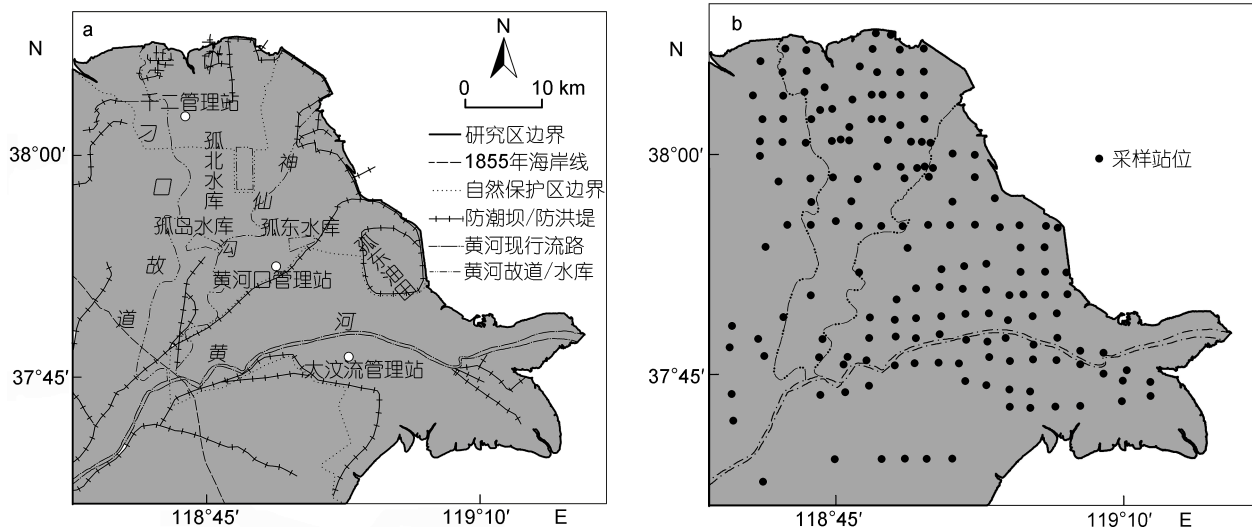 a
N
N
0 10 km
研究区边界
1855年海岸线
自然保护区边界
防潮坝/防洪堤
黄河现行流路
黄河故道/水库
38°00′
37°45′
118°45′
119°10′
E
千二管理站
刁口故道
孤北水库
神仙沟
孤岛水库
孤东水库
孤东油田
黄河口管理站
黄河
大汶流管理站
b
N
采样站位
38°00′
37°45′
118°45′
119°10′
E